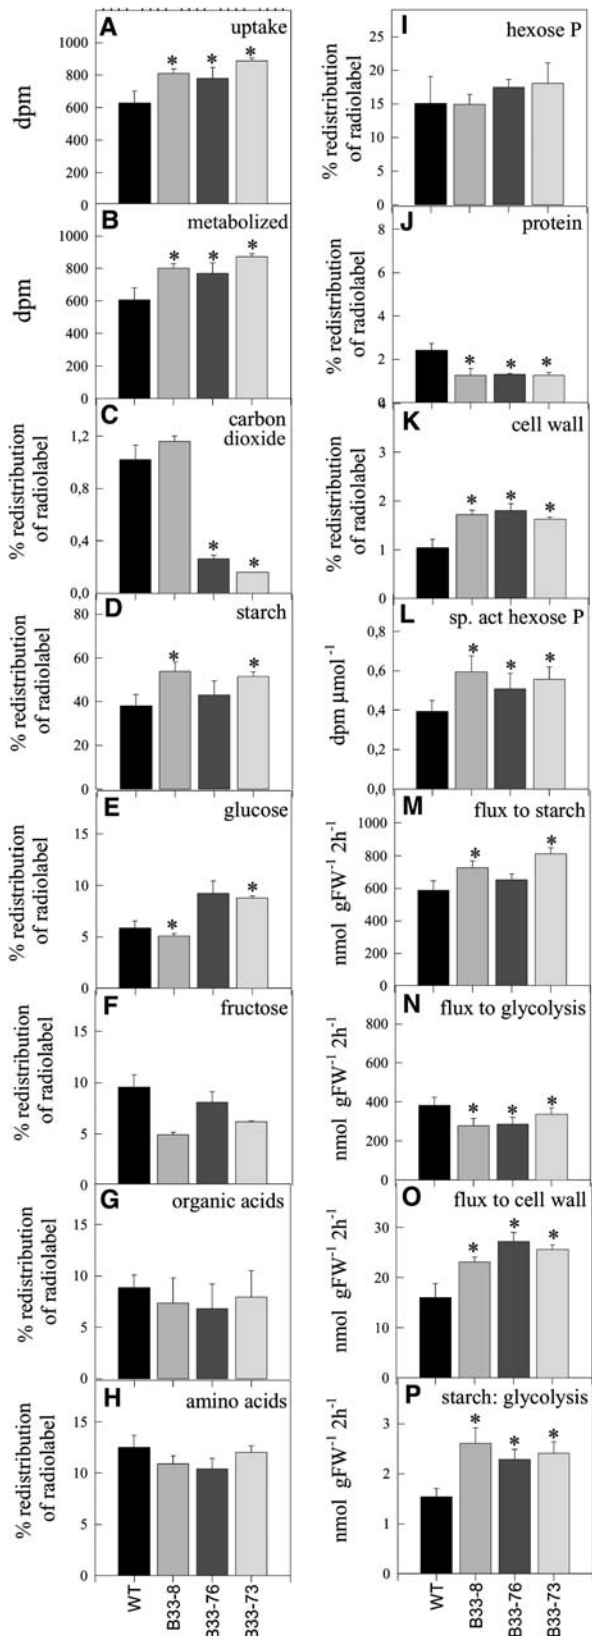 A
uptake
1000
800
600
400
200
0
dpm
* * *
B
metabolized
1000
800
600
400
200
0
dpm
* * *
C
carbon
dioxide
1,2
0,8
0,4
0,0
% redistribution
of radiolabel
* *
D
starch
80
60
40
20
0
% redistribution
of radiolabel
* *
E
glucose
15
10
5
0
% redistribution
of radiolabel
* *
F
fructose
15
10
5
0
% redistribution
of radiolabel
G
organic acids
15
10
5
0
% redistribution
of radiolabel
H
amino acids
15
10
5
0
% redistribution
of radiolabel
WT
B33-8
B33-76
B33-73
I
hexose P
25
20
15
10
5
0
% redistribution
of radiolabel
J
protein
8
6
4
2
0
% redistribution
of radiolabel
* * *
K
cell wall
4
3
2
1
0
% redistribution
of radiolabel
* * *
L
sp. act hexose P
0,8
0,6
0,4
0,2
0,0
dpm µmol⁻¹
* * *
M
flux to starch
1000
800
600
400
200
0
nmol gFW⁻¹ 2h⁻¹
* *
N
flux to glycolysis
800
600
400
200
0
nmol gFW⁻¹ 2h⁻¹
* * *
O
flux to cell wall
30
20
10
0
nmol gFW⁻¹ 2h⁻¹
* * *
P
starch: glycolysis
3
2
1
0
nmol gFW⁻¹ 2h⁻¹
* * *
WT
B33-8
B33-76
B33-73